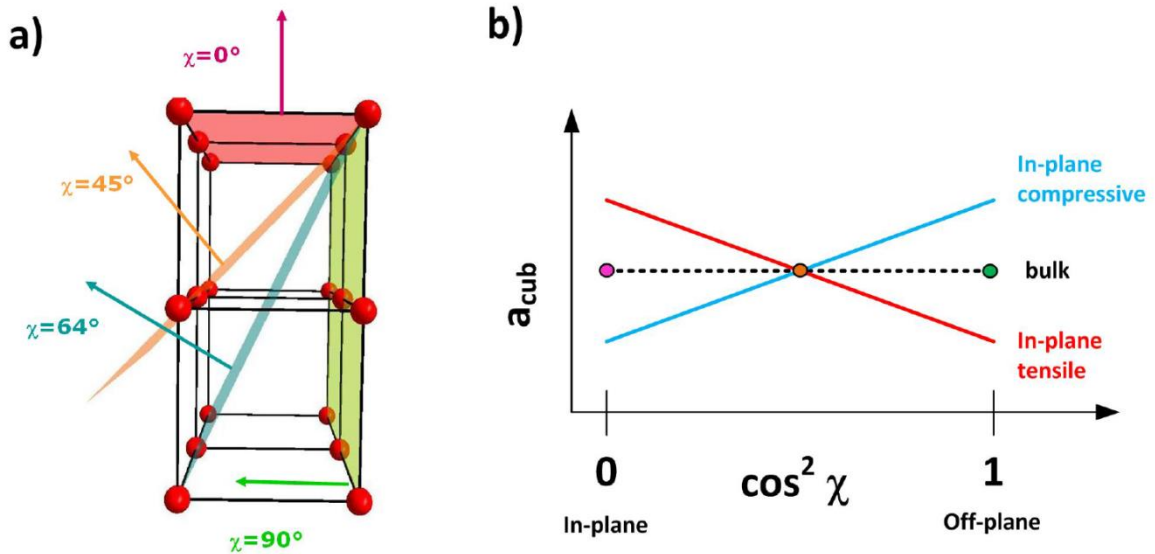 a)
χ=0°
χ=45°
χ=64°
χ=90°
b)
a_cub
In-plane
compressive
bulk
In-plane
tensile
0
cos² χ
1
In-plane
Off-plane